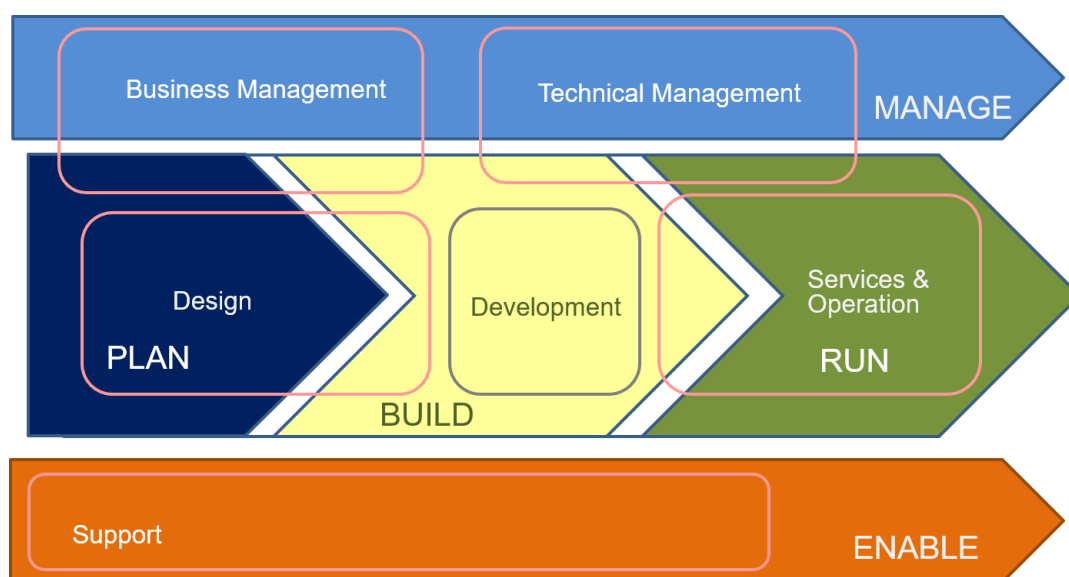 Business Management
Technical Management
MANAGE
Design
Development
Services &
Operation
PLAN
RUN
BUILD
Support
ENABLE